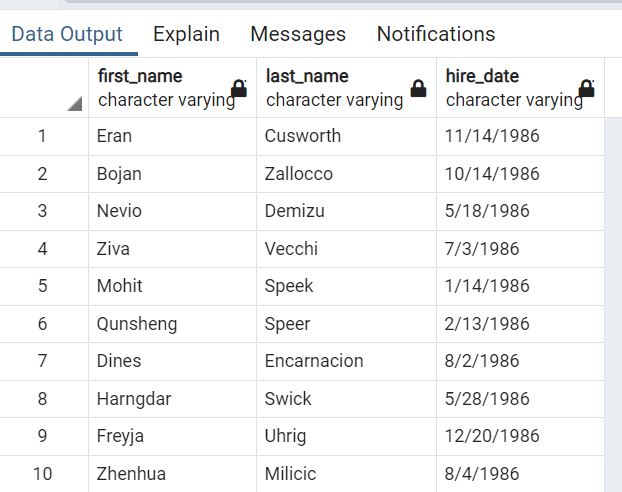 Data Output Explain Messages Notifications
first_name last_name hire_date
character varying character varying character varying
1 Eran Cusworth 11/14/1986
2 Bojan Zallocco 10/14/1986
3 Nevio Demizu 5/18/1986
4 Ziva Vecchi 7/3/1986
5 Mohit Speek 1/14/1986
6 Qunsheng Speer 2/13/1986
7 Dines Encarnacion 8/2/1986
8 Harngdar Swick 5/28/1986
9 Freyja Uhrig 12/20/1986
10 Zhenhua Milicic 8/4/1986